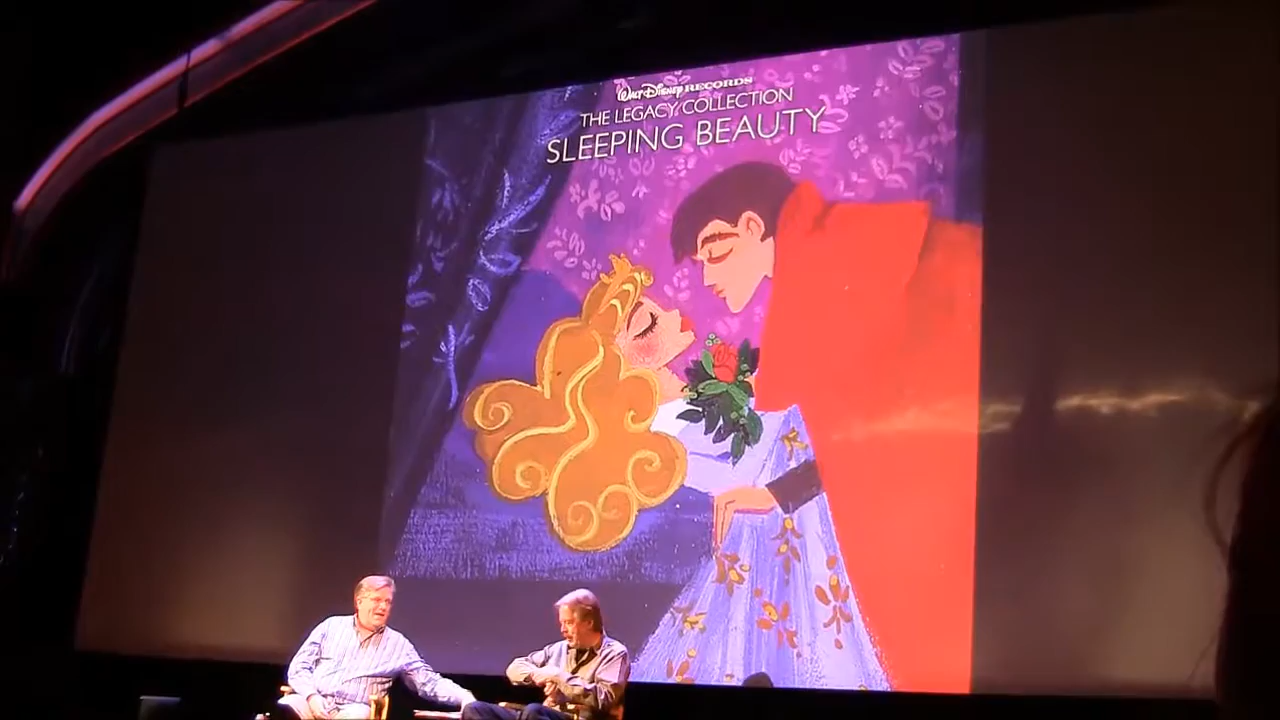 WALT DISNEY RECORDS
THE LEGACY COLLECTION
SLEEPING BEAUTY